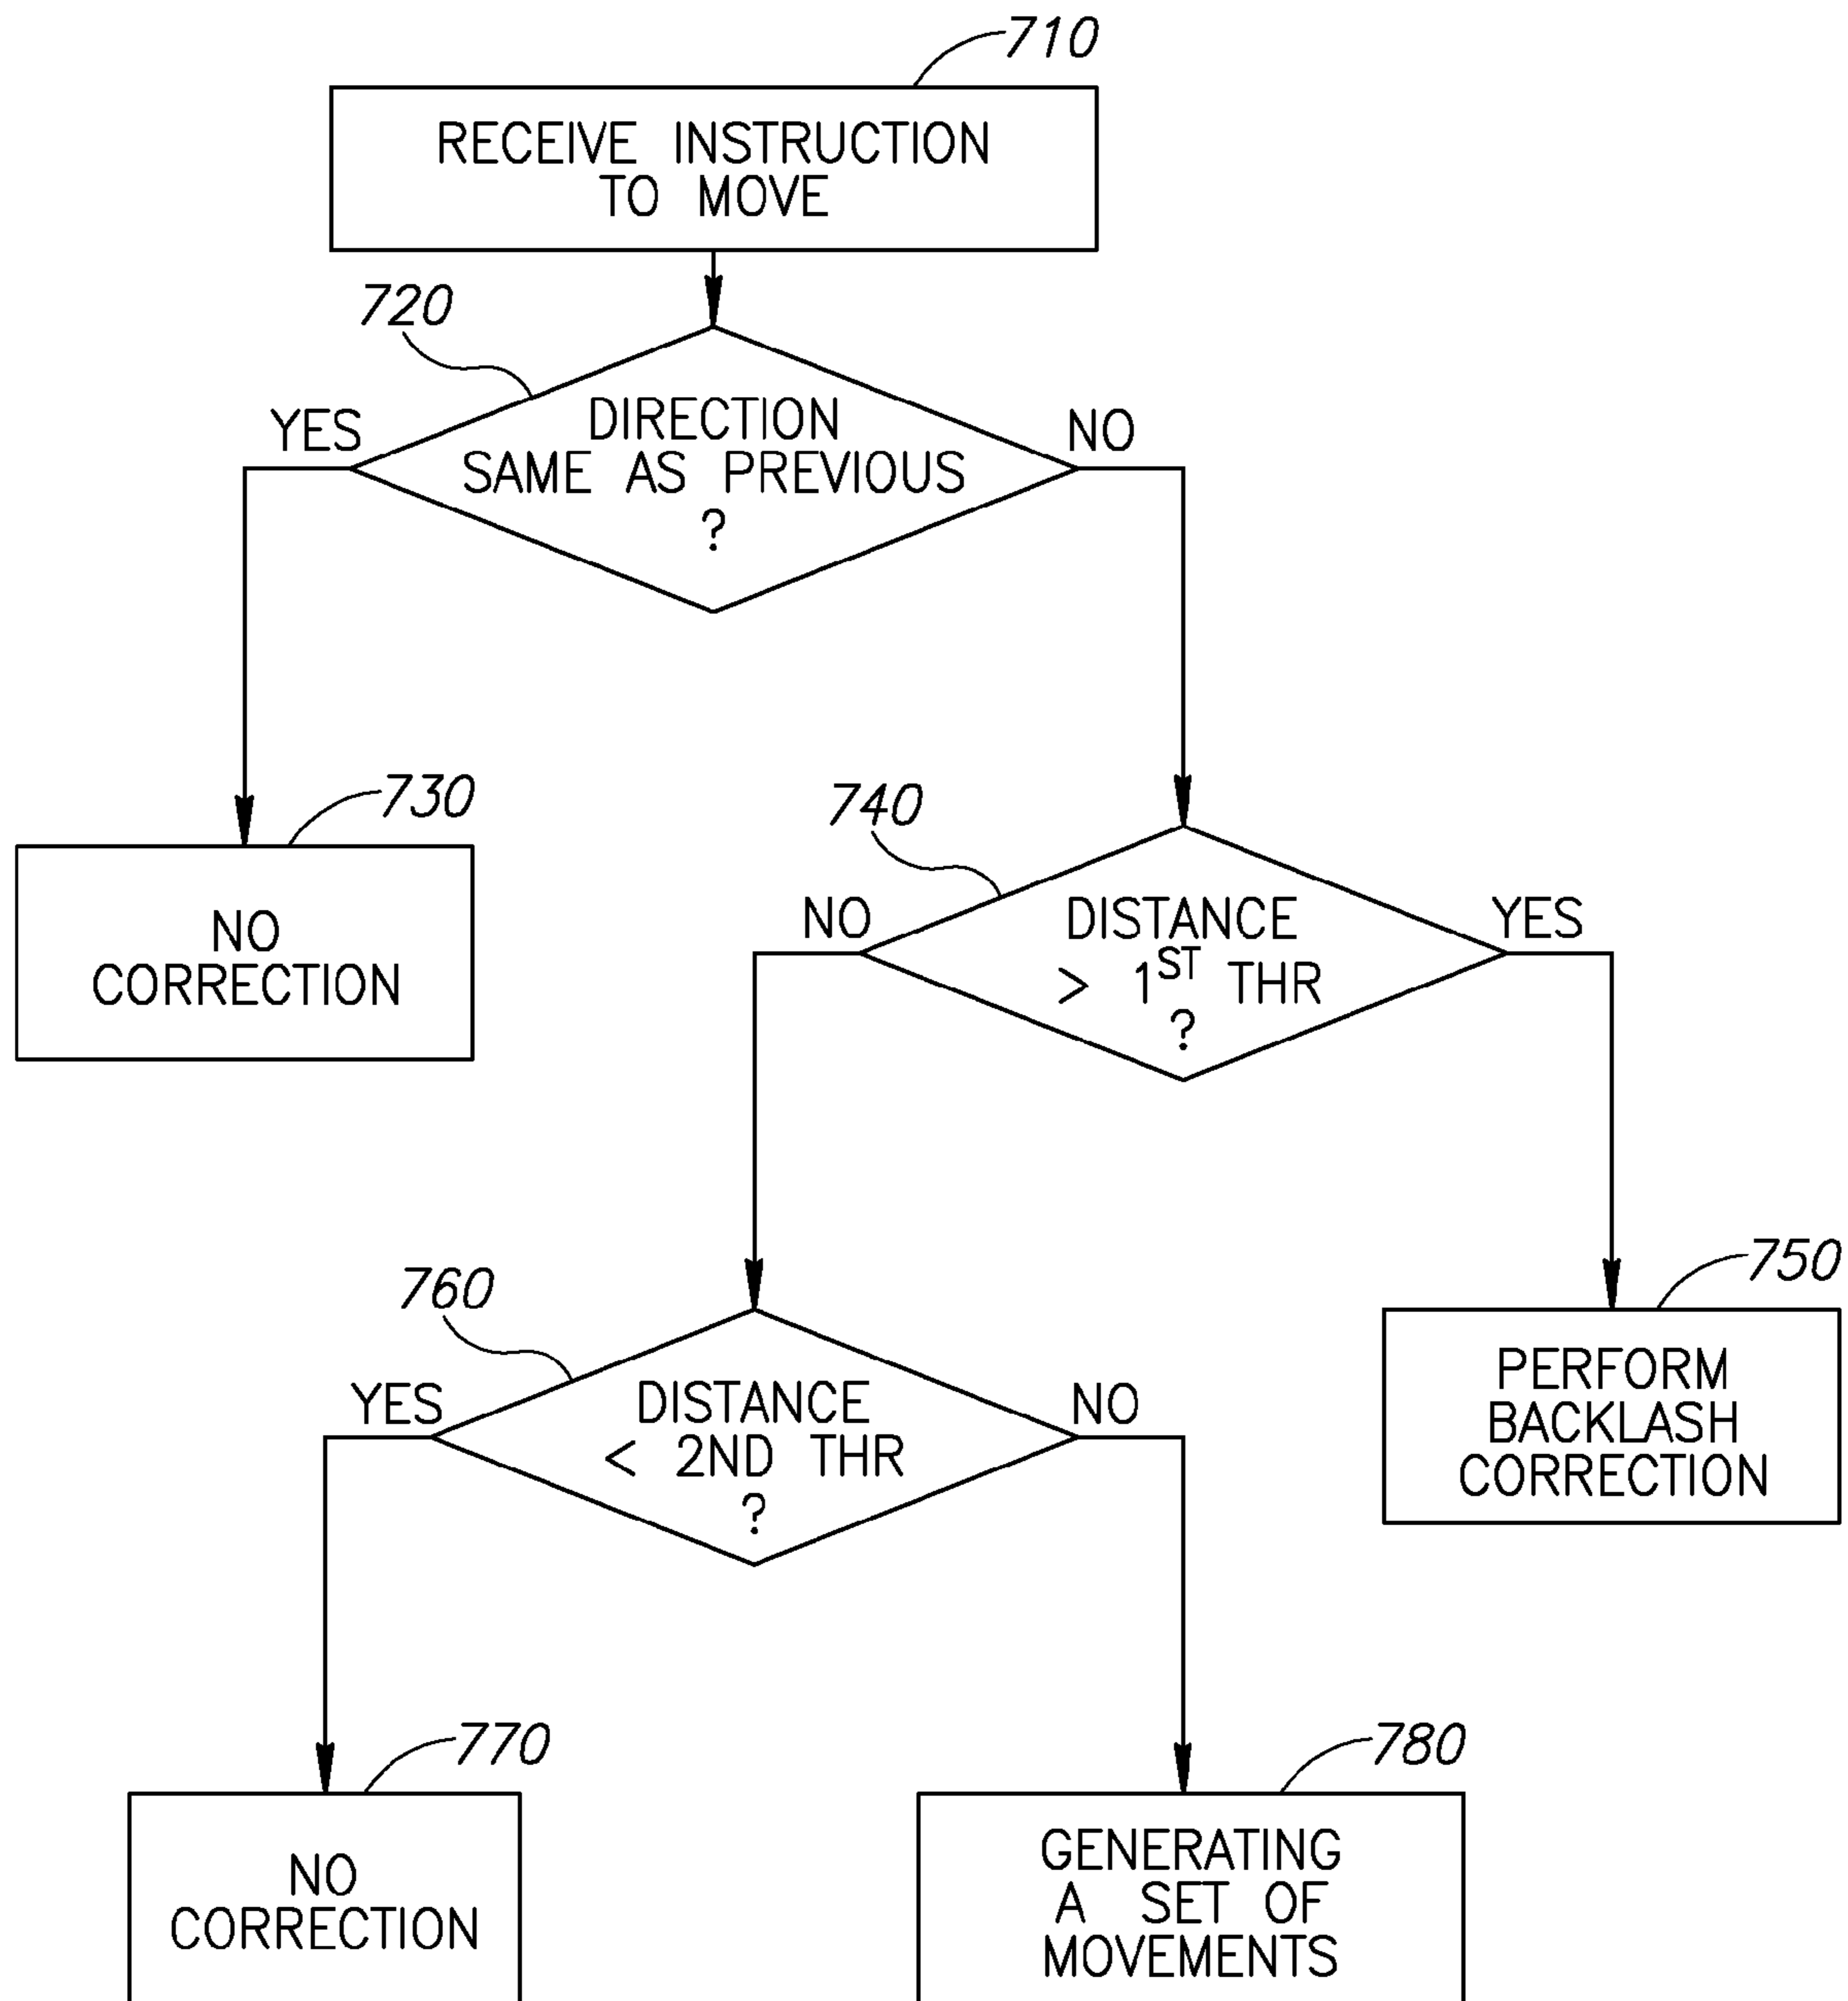 710
RECEIVE INSTRUCTION
TO MOVE
720
YES
DIRECTION
SAME AS PREVIOUS
?
NO
730
NO
CORRECTION
740
NO
DISTANCE
> 1ST THR
?
YES
750
PERFORM
BACKLASH
CORRECTION
760
YES
DISTANCE
< 2ND THR
?
NO
770
NO
CORRECTION
780
GENERATING
A SET OF
MOVEMENTS